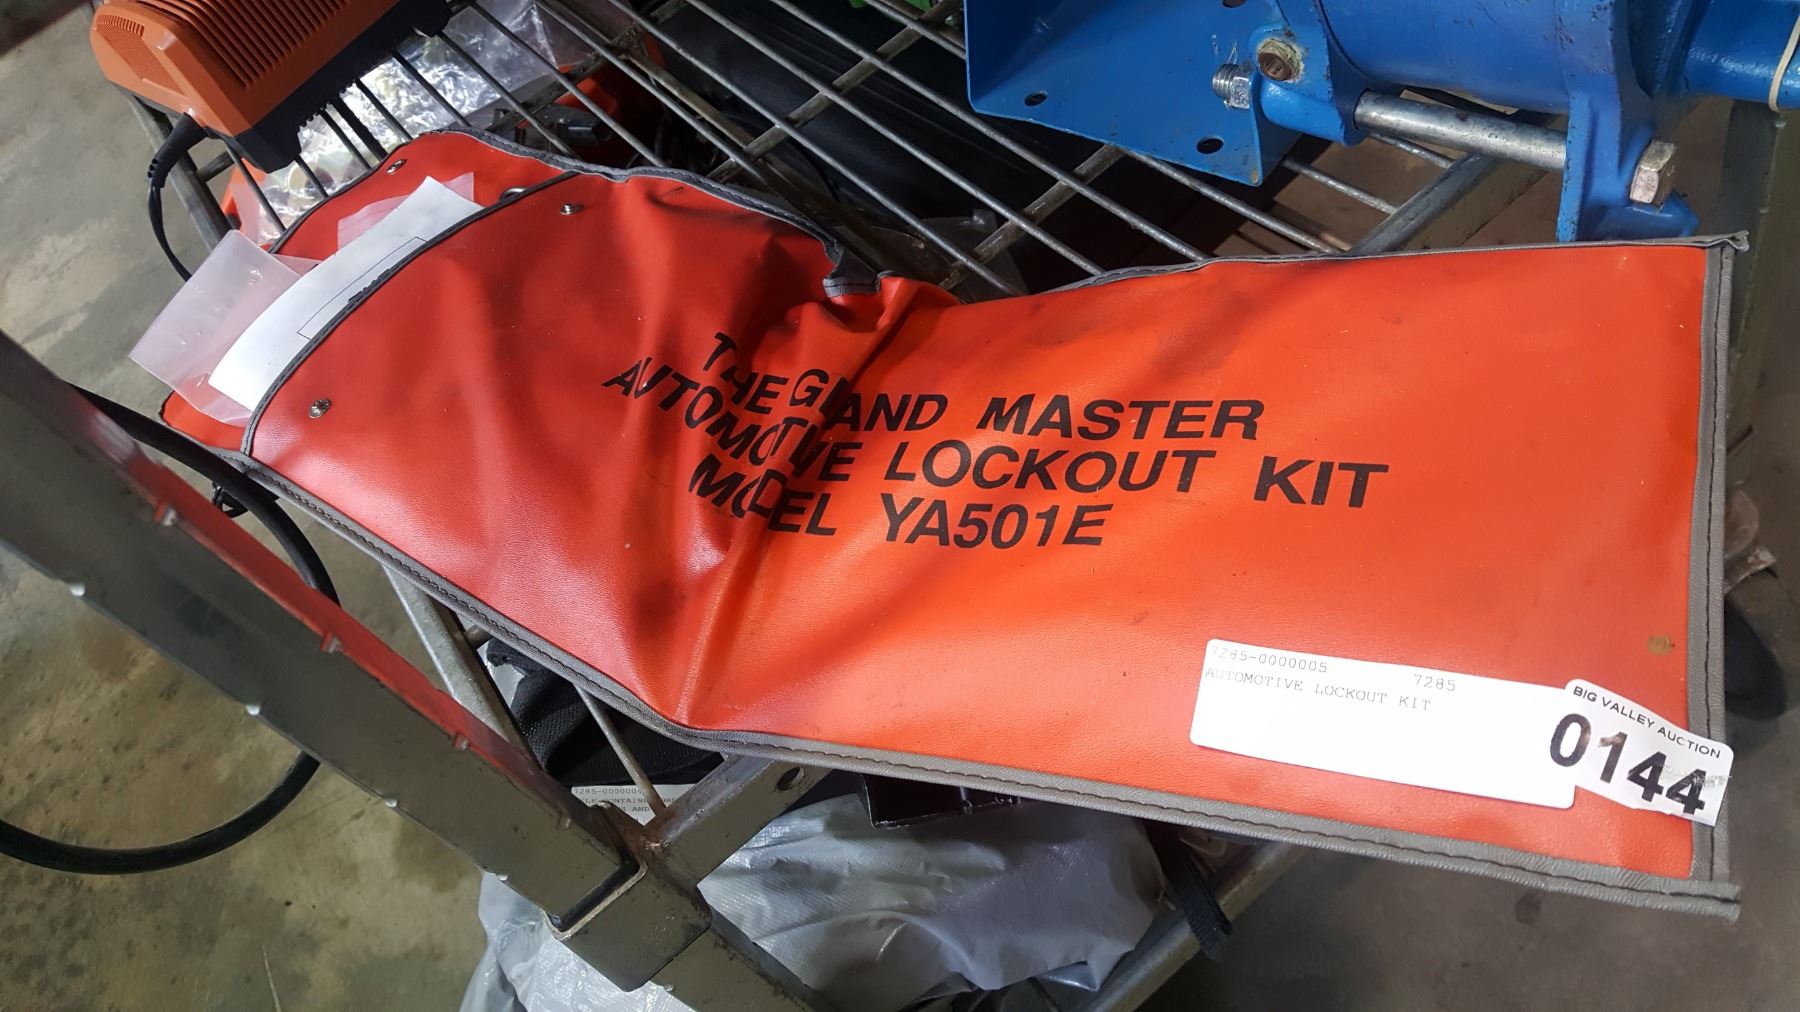 THE GRAND MASTER
AUTOMOTIVE LOCKOUT KIT
MODEL YA501E
7285-0000005 7285
AUTOMOTIVE LOCKOUT KIT
BIG VALLEY AUCTION
0144